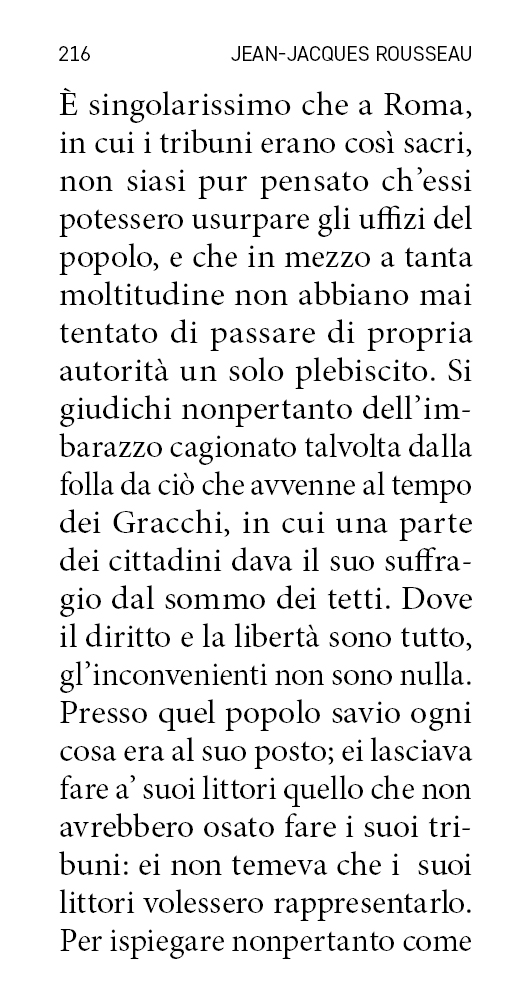 216 JEAN-JACQUES ROUSSEAU
È singolarissimo che a Roma,
in cui i tribuni erano così sacri,
non siasi pur pensato ch’essi
potessero usurpare gli uffizi del
popolo, e che in mezzo a tanta
moltitudine non abbiano mai
tentato di passare di propria
autorità un solo plebiscito. Si
giudichi nonpertanto dell’im-
barazzo cagionato talvolta dalla
folla da ciò che avvenne al tempo
dei Gracchi, in cui una parte
dei cittadini dava il suo suffra-
gio dal sommo dei tetti. Dove
il diritto e la libertà sono tutto,
gl’inconvenienti non sono nulla.
Presso quel popolo savio ogni
cosa era al suo posto; ei lasciava
fare a’ suoi littori quello che non
avrebbero osato fare i suoi tri-
buni: ei non temeva che i  suoi
littori volessero rappresentarlo.
Per ispiegare nonpertanto come